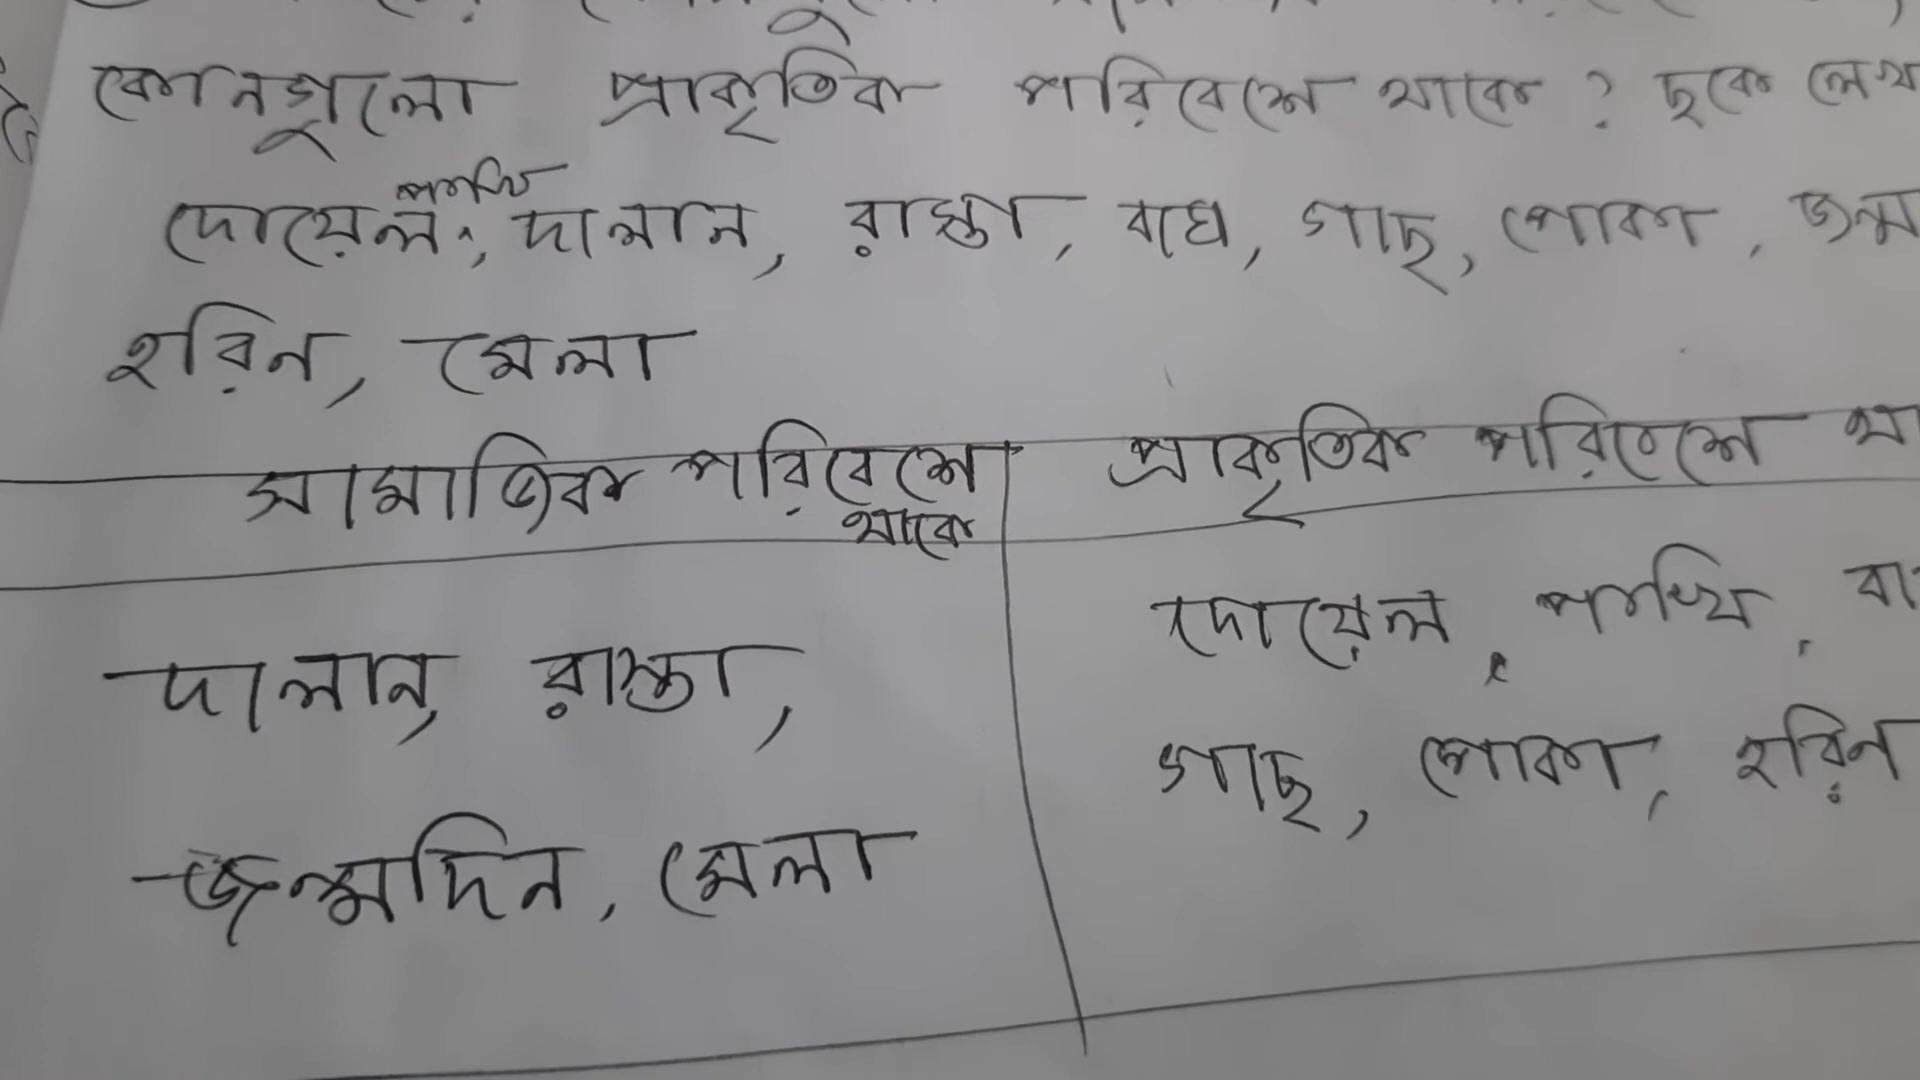 কোনগুলো প্রাকৃতিক পরিবেশে থাকে? ছকে লেখ
পাখি
দোয়েল, দালান, রাস্তা, বাঘ, গাছ, পোকা, জন্ম
হরিন, মেলা
সামাজিক পরিবেশে প্রাকৃতিক পরিবেশে থা
থাকে
দোয়েল, পাখি, বা
দালান, রাস্তা,
গাছ, পোকা, হরিন
জন্মদিন, মেলা